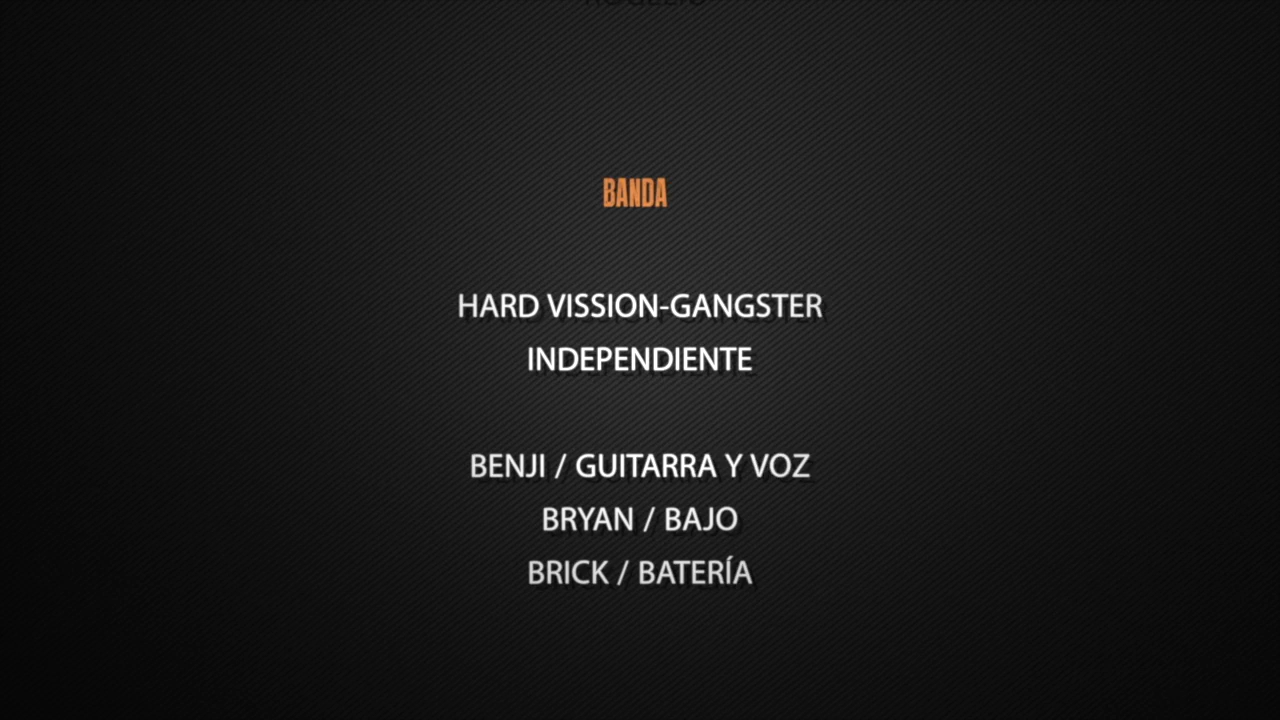 BANDA
HARD VISSION-GANGSTER
INDEPENDIENTE
BENJI / GUITARRA Y VOZ
BRYAN / BAJO
BRICK / BATERÍA